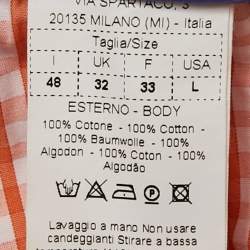 VIA SPARTACO, 3
20135 MILANO (MI) - Italia
Taglia/Size
I UK F USA
48 32 33 L
ESTERNO - BODY
100% Cotone - 100% Cotton -
100% Baumwolle - 100%
Algodon - 100% Coton - 100%
Algodão
Lavaggio a mano Non usare
candeggianti Stirare a bassa